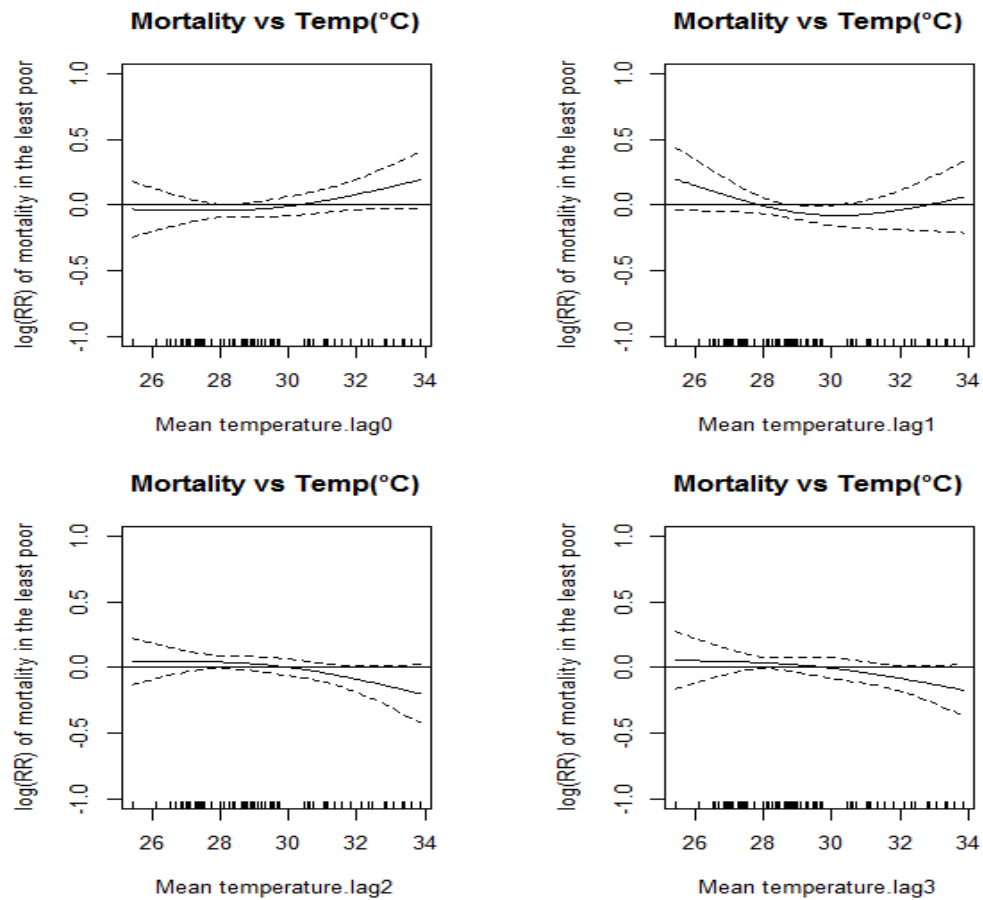 Mortality vs Temp(°C)
log(RR) of mortality in the least poor
1.0
0.5
0.0
-0.5
-1.0
26 28 30 32 34
Mean temperature.lag0
Mortality vs Temp(°C)
log(RR) of mortality in the least poor
1.0
0.5
0.0
-0.5
-1.0
26 28 30 32 34
Mean temperature.lag1
Mortality vs Temp(°C)
log(RR) of mortality in the least poor
1.0
0.5
0.0
-0.5
-1.0
26 28 30 32 34
Mean temperature.lag2
Mortality vs Temp(°C)
log(RR) of mortality in the least poor
1.0
0.5
0.0
-0.5
-1.0
26 28 30 32 34
Mean temperature.lag3